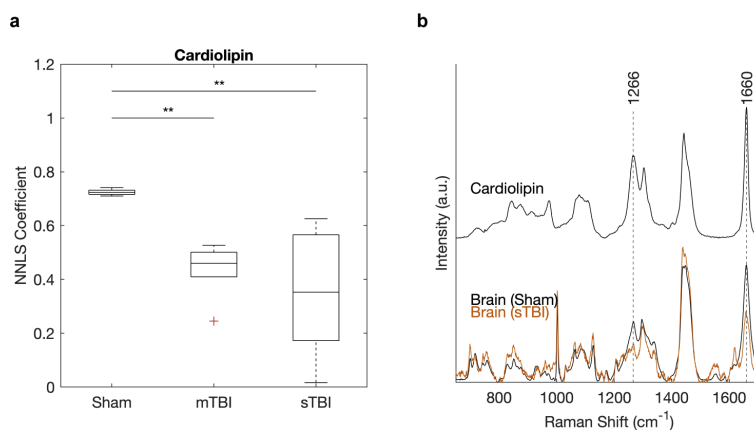 a
b
Cardiolipin
1.2
1
0.8
0.6
0.4
0.2
0
NNLS Coefficient
**
**
Sham
mTBI
sTBI
1266
1660
Cardiolipin
Brain (Sham)
Brain (sTBI)
Intensity (a.u.)
800
1000
1200
1400
1600
Raman Shift (cm-1)